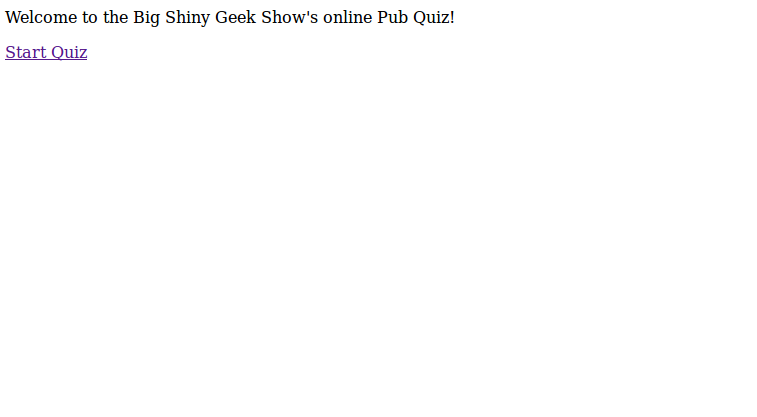 Welcome to the Big Shiny Geek Show's online Pub Quiz!
Start Quiz